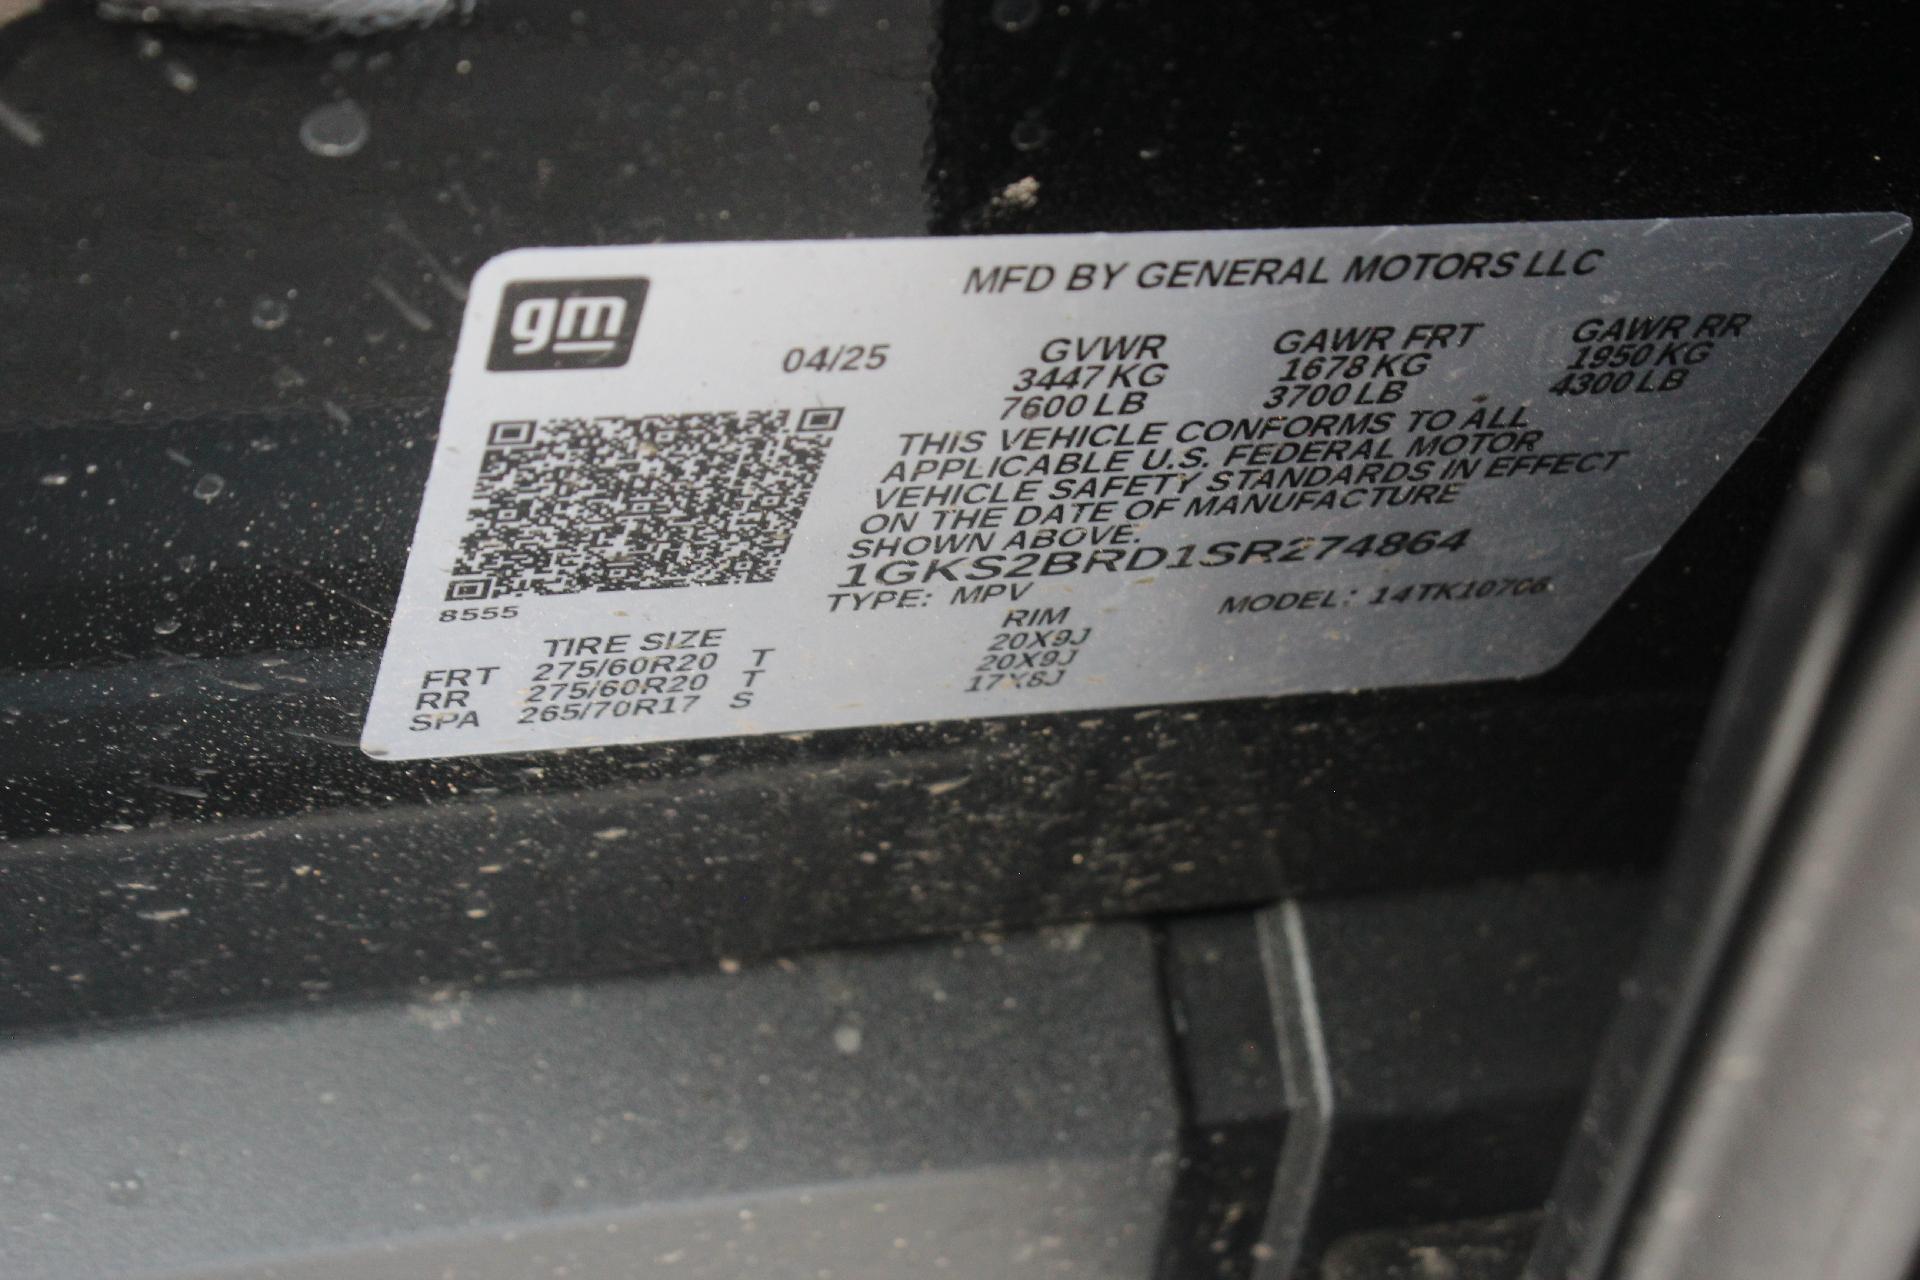 gm
MFD BY GENERAL MOTORS LLC
04/25
GVWR GAWR FRT GAWR RR
3447 KG 1678 KG 1950 KG
7600 LB 3700 LB 4300 LB
THIS VEHICLE CONFORMS TO ALL
APPLICABLE U.S. FEDERAL MOTOR
VEHICLE SAFETY STANDARDS IN EFFECT
ON THE DATE OF MANUFACTURE
SHOWN ABOVE.
1GKS2BRD1SR274864
TYPE: MPV MODEL: 14TK10706
8555
TIRE SIZE RIM
FRT 275/60R20 T 20X9J
RR 275/60R20 T 20X9J
SPA 265/70R17 S 17X8J